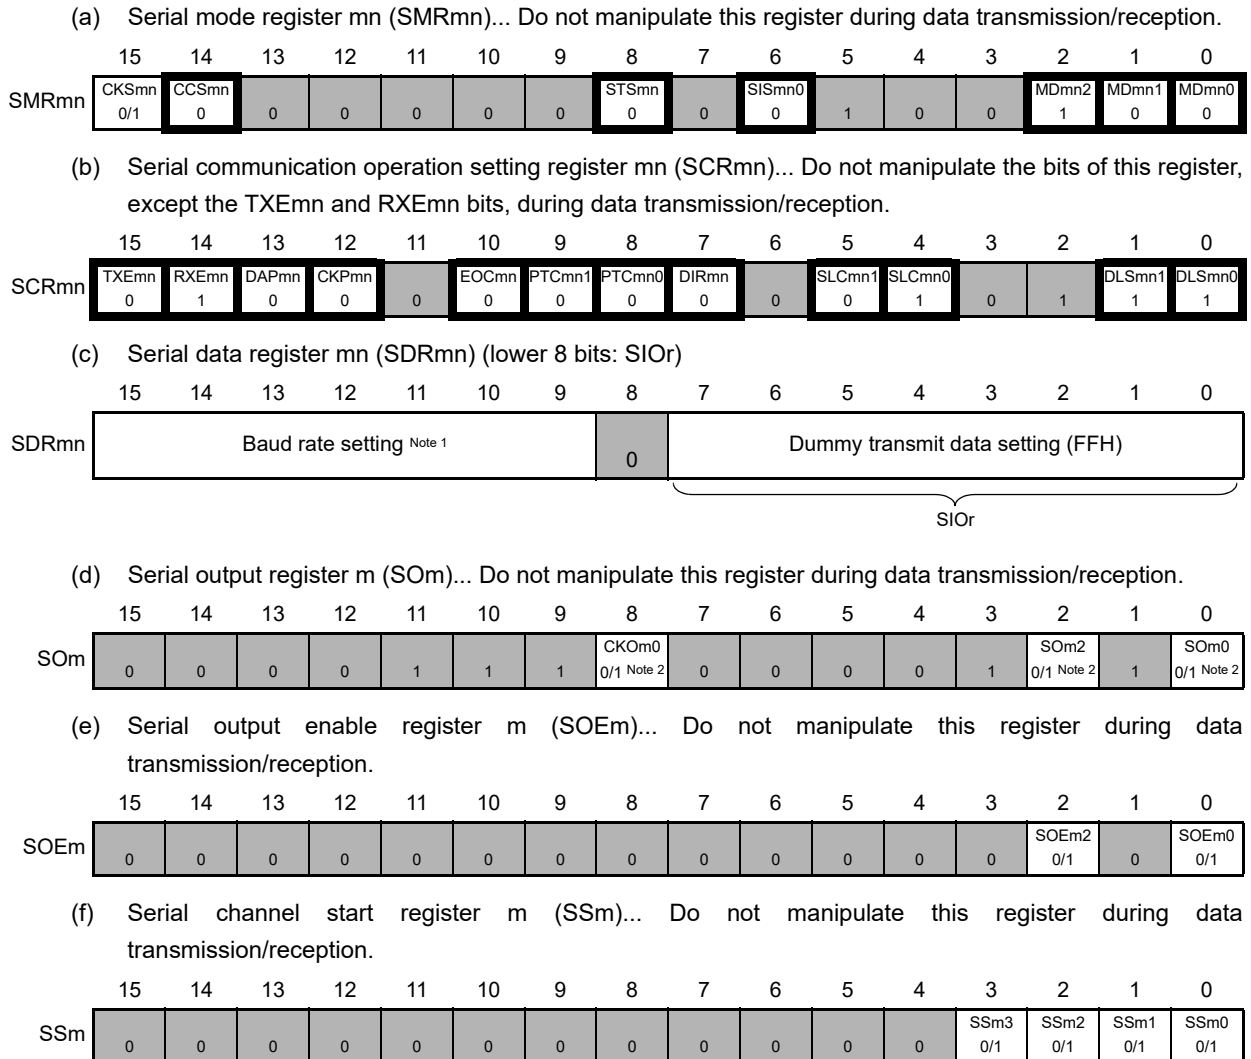 (a) Serial mode register mn (SMRmn)... Do not manipulate this register during data transmission/reception.
15 14 13 12 11 10 9 8 7 6 5 4 3 2 1 0
CKSmn CCSmn STSmn SISmn0 MDmn2 MDmn1 MDmn0
SMRmn
0/1 0 0 0 0 0 0 0 0 0 1 0 0 1 0 0
(b) Serial communication operation setting register mn (SCRmn)... Do not manipulate the bits of this register,
except the TXEmn and RXEmn bits, during data transmission/reception.
15 14 13 12 11 10 9 8 7 6 5 4 3 2 1 0
TXEmn RXEmn DAPmn CKPmn EOCmn PTCmn1 PTCmn0 DIRmn SLCmn1 SLCmn0 DLSmn1 DLSmn0
SCRmn
0 1 0 0 0 0 0 0 0 0 0 1 0 1 1 1
(c) Serial data register mn (SDRmn) (lower 8 bits: SIOr)
15 14 13 12 11 10 9 8 7 6 5 4 3 2 1 0
SDRmn Baud rate setting Note 1 0 Dummy transmit data setting (FFH)
SIOr
(d) Serial output register m (SOm)... Do not manipulate this register during data transmission/reception.
15 14 13 12 11 10 9 8 7 6 5 4 3 2 1 0
CKOm0 SOm2 SOm0
SOm
0 0 0 0 1 1 1 0/1 Note 2 0 0 0 0 1 0/1 Note 2 1 0/1 Note 2
(e) Serial output enable register m (SOEm)... Do not manipulate this register during data
transmission/reception.
15 14 13 12 11 10 9 8 7 6 5 4 3 2 1 0
SOEm2 SOEm0
SOEm
0 0 0 0 0 0 0 0 0 0 0 0 0 0/1 0 0/1
(f) Serial channel start register m (SSm)... Do not manipulate this register during data
transmission/reception.
15 14 13 12 11 10 9 8 7 6 5 4 3 2 1 0
SSm3 SSm2 SSm1 SSm0
SSm
0 0 0 0 0 0 0 0 0 0 0 0 0/1 0/1 0/1 0/1